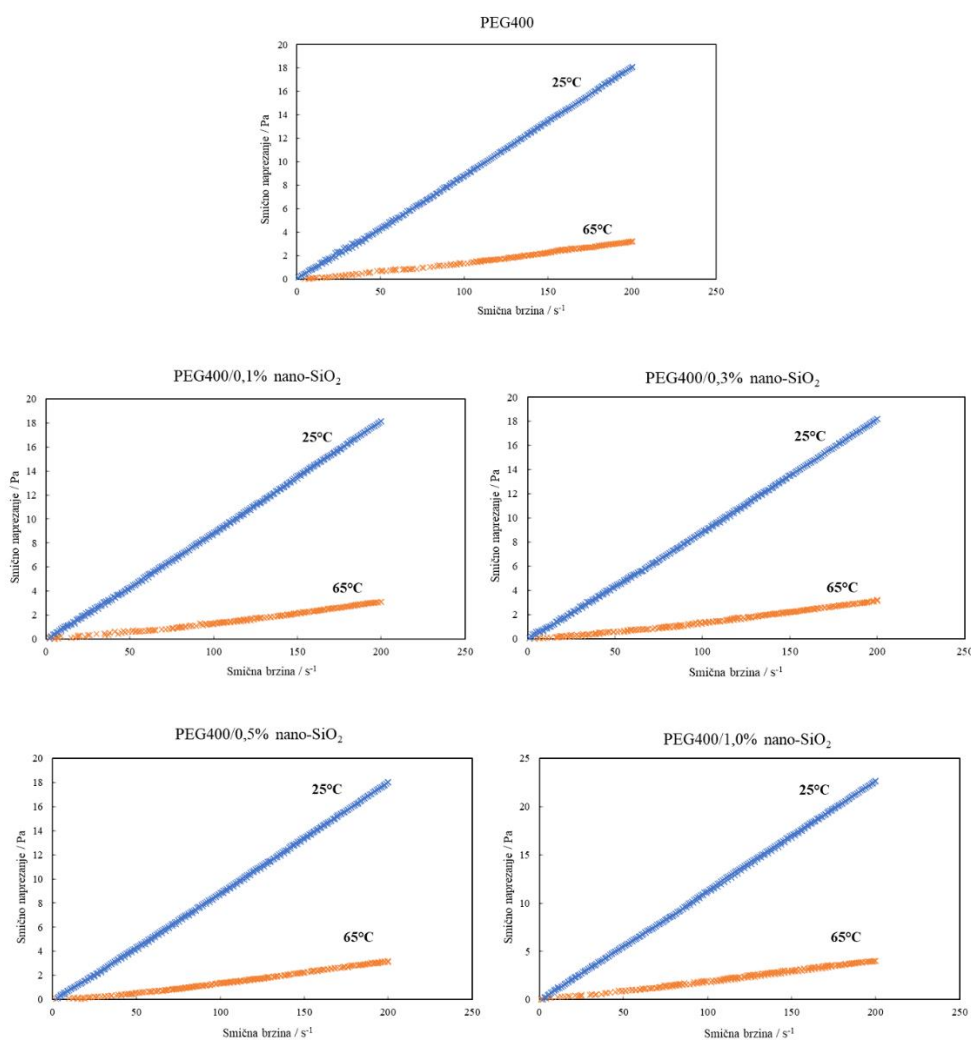 PEG400
20
18
16
14
12
10
8
6
4
2
0
Smično naprezanje / Pa
25°C
65°C
0 50 100 150 200 250
Smična brzina / s⁻¹
PEG400/0,1% nano-SiO₂
20
18
16
14
12
10
8
6
4
2
0
Smično naprezanje / Pa
25°C
65°C
0 50 100 150 200 250
Smična brzina / s⁻¹
PEG400/0,3% nano-SiO₂
20
18
16
14
12
10
8
6
4
2
0
Smično naprezanje / Pa
25°C
65°C
0 50 100 150 200 250
Smična brzina / s⁻¹
PEG400/0,5% nano-SiO₂
20
18
16
14
12
10
8
6
4
2
0
Smično naprezanje / Pa
25°C
65°C
0 50 100 150 200 250
Smična brzina / s⁻¹
PEG400/1,0% nano-SiO₂
25
20
15
10
5
0
Smično naprezanje / Pa
25°C
65°C
0 50 100 150 200 250
Smična brzina / s⁻¹